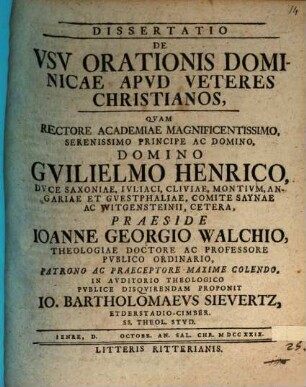 14
DISSERTATIO
DE
VSV ORATIONIS DOMI-
NICAE APVD VETERES
CHRISTIANOS,
QVAM
RECTORE ACADEMIAE MAGNIFICENTISSIMO,
SERENISSIMO PRINCIPE AC DOMINO,
DOMINO
GVILIELMO HENRICO,
DVCE SAXONIAE, IVLIACI, CLIVIAE, MONTIVM, AN-
GARIAE ET GVESTPHALIAE, COMITE SAYNAE
AC WITGENSTEINII, CETERA,
PRAESIDE
IOANNE GEORGIO WALCHIO,
THEOLOGIAE DOCTORE AC PROFESSORE
PVBLICO ORDINARIO,
PATRONO AC PRAECEPTORE MAXIME COLENDO,
IN AVDITORIO THEOLOGICO
PVBLICE DISQVIRENDAM PROPONIT
IO. BARTHOLOMAEVS SIEVERTZ,
ETDERSTADIO-CIMBER.
SS. THEOL. STVD.
IENAE, D. OCTOBR. AN. SAL. CHR. MDCCXXIX.
LITTERIS RITTERIANIS.
25.